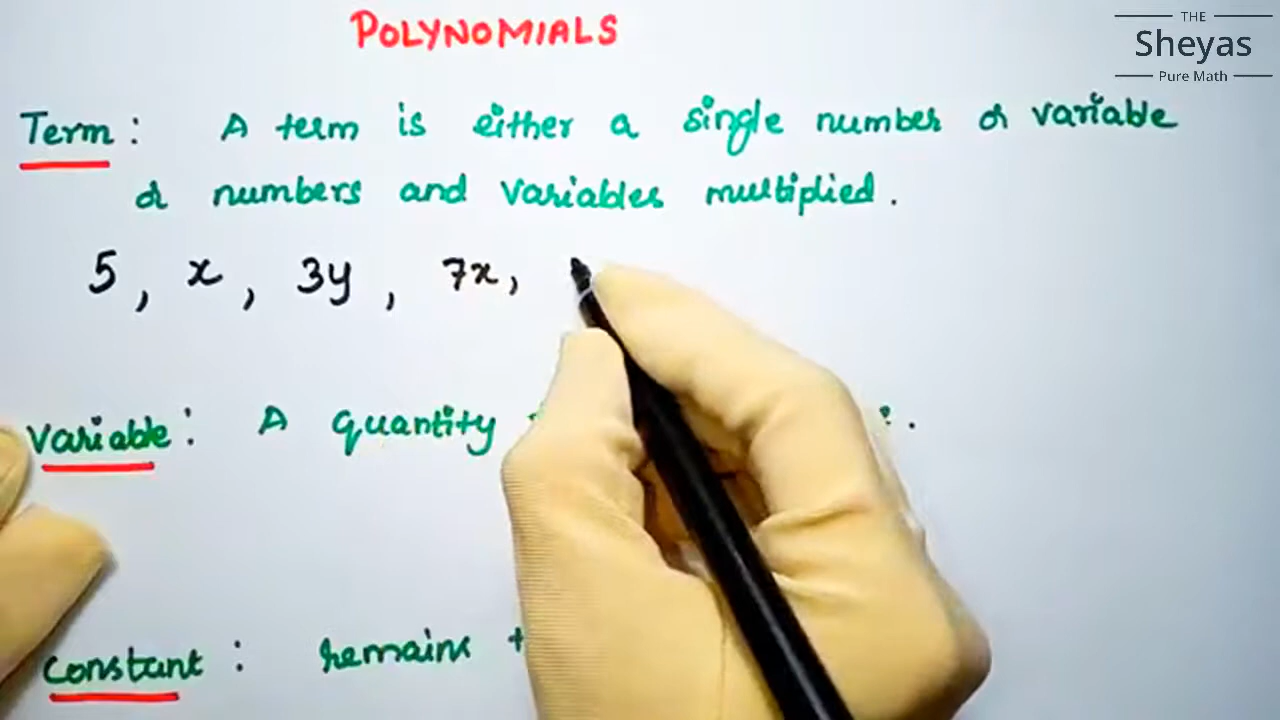 POLYNOMIALS
THE
Sheyas
Pure Math
Term : A term is either a single number or variable
or numbers and variables multiplied.
5 , x , 3y , 7x ,
Variable : A quantity
Constant : remains